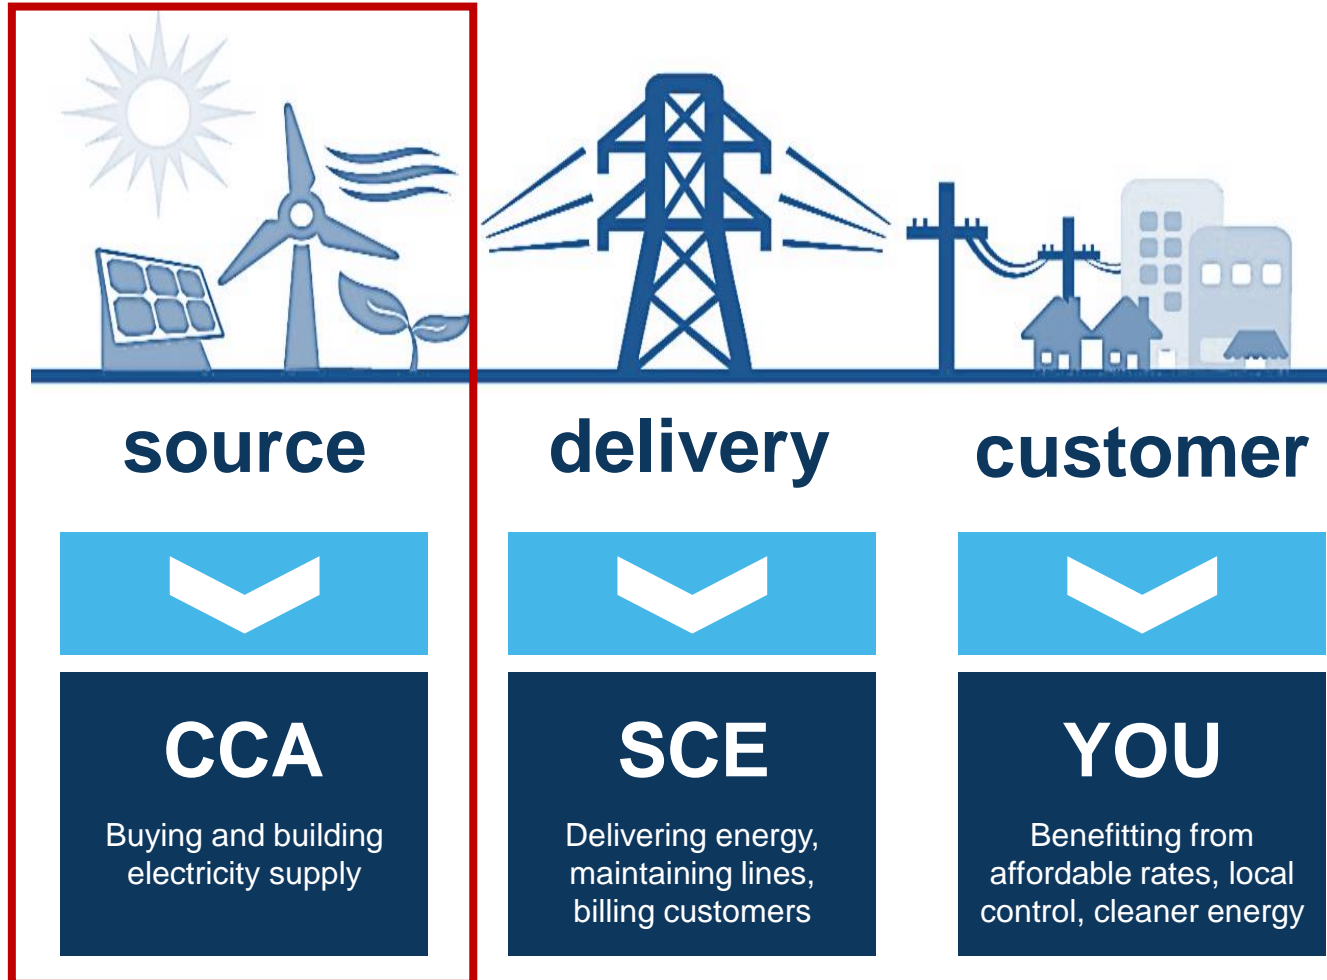 source
delivery
customer
CCA
Buying and building
electricity supply
SCE
Delivering energy,
maintaining lines,
billing customers
YOU
Benefitting from
affordable rates, local
control, cleaner energy